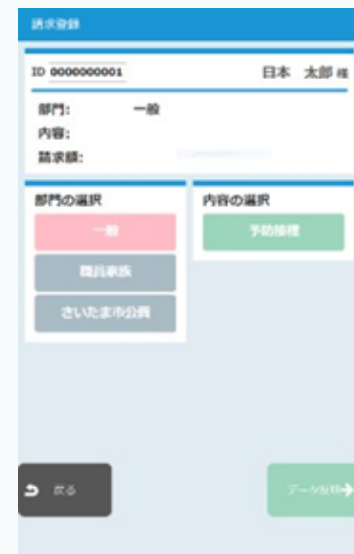 請求登録
ID 0000000001 日本 太郎 様
部門: 一般
内容:
請求額:
部門の選択
一般
職員家族
さいたま市公費
内容の選択
予防接種
戻る